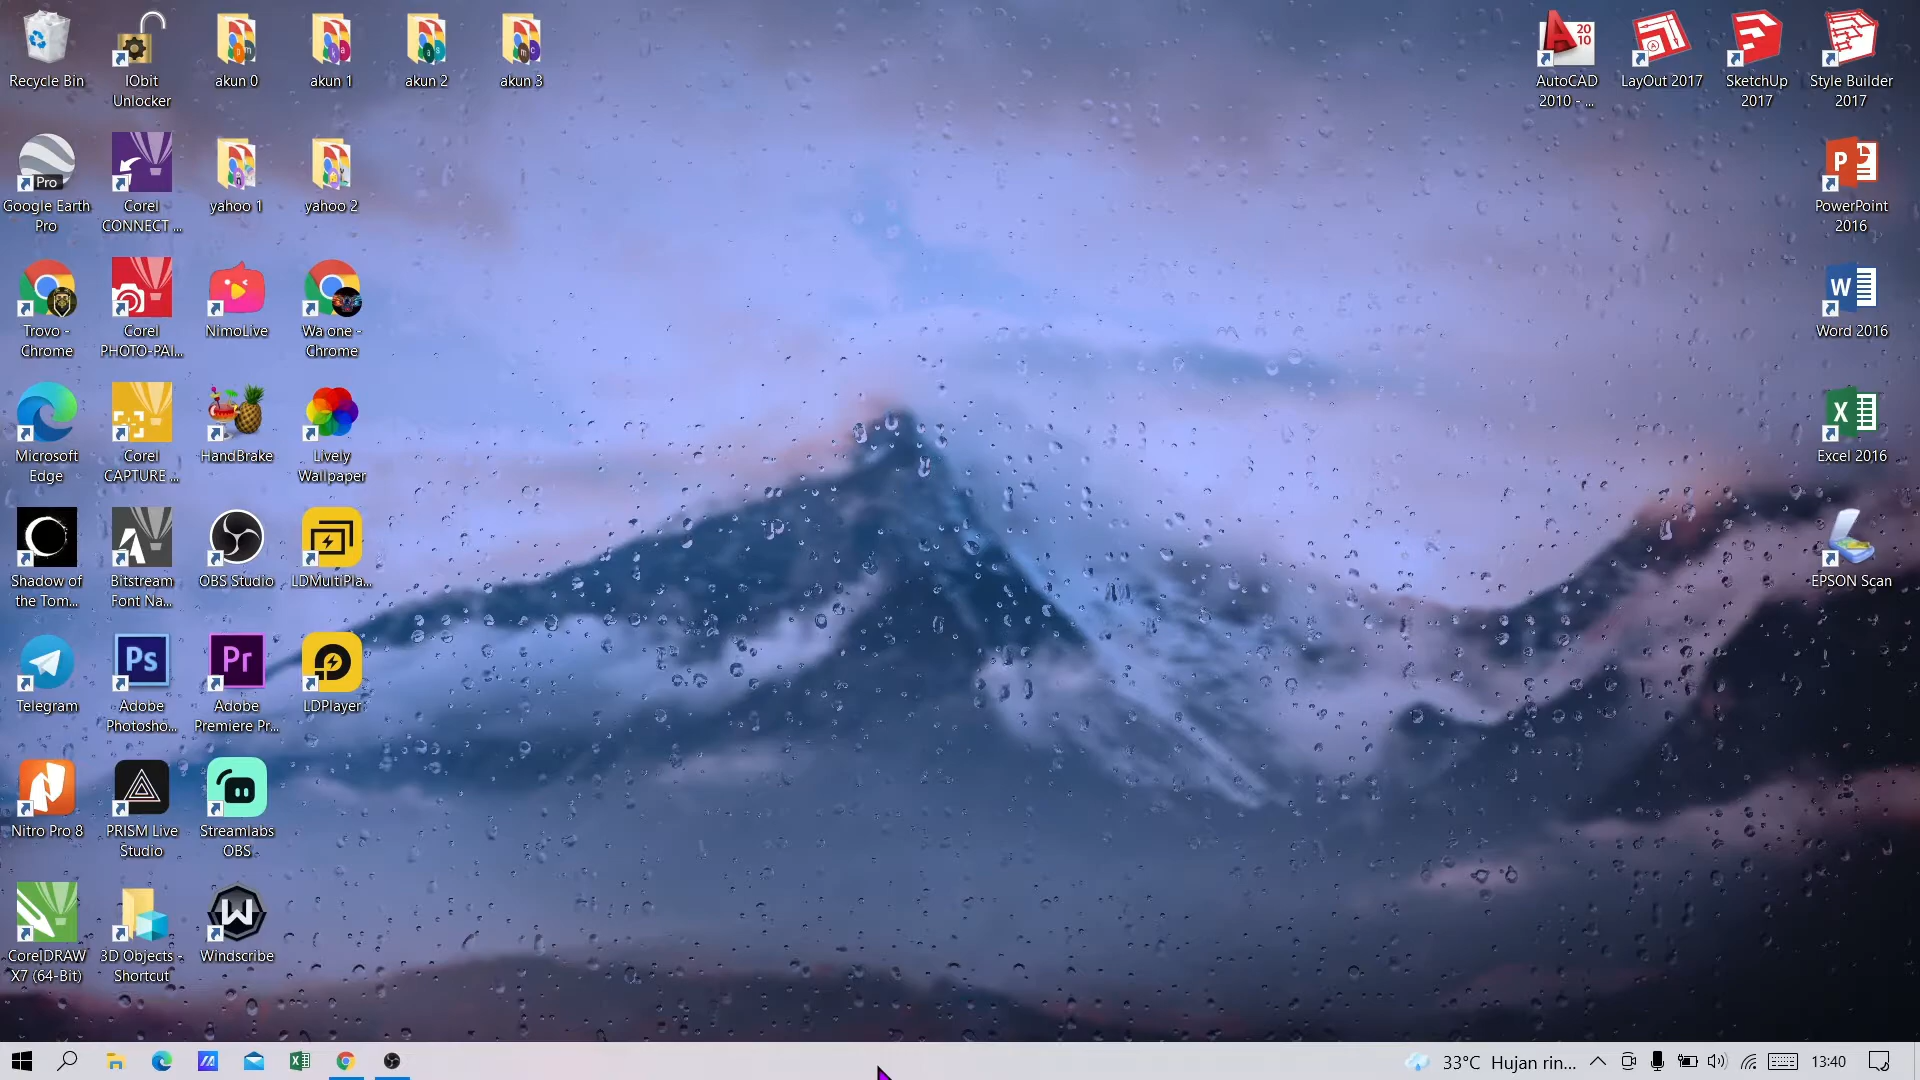 Recycle Bin
IObit
Unlocker
akun 0
akun 1
akun 2
akun 3
AutoCAD
2010 - ...
LayOut 2017
SketchUp
2017
Style Builder
2017
Pro
Google Earth
Pro
Corel
CONNECT ...
yahoo 1
yahoo 2
PowerPoint
2016
Trovo -
Chrome
Corel
PHOTO-PAI...
NimoLive
Wa one -
Chrome
Word 2016
Microsoft
Edge
Corel
CAPTURE ...
HandBrake
Lively
Wallpaper
Excel 2016
Shadow of
the Tom...
Bitstream
Font Na...
OBS Studio
LDMultiPla...
EPSON Scan
Telegram
Adobe
Photosho...
Adobe
Premiere Pr...
LDPlayer
Nitro Pro 8
PRISM Live
Studio
Streamlabs
OBS
CorelDRAW
X7 (64-Bit)
3D Objects -
Shortcut
Windscribe
33°C Hujan rin...
13:40